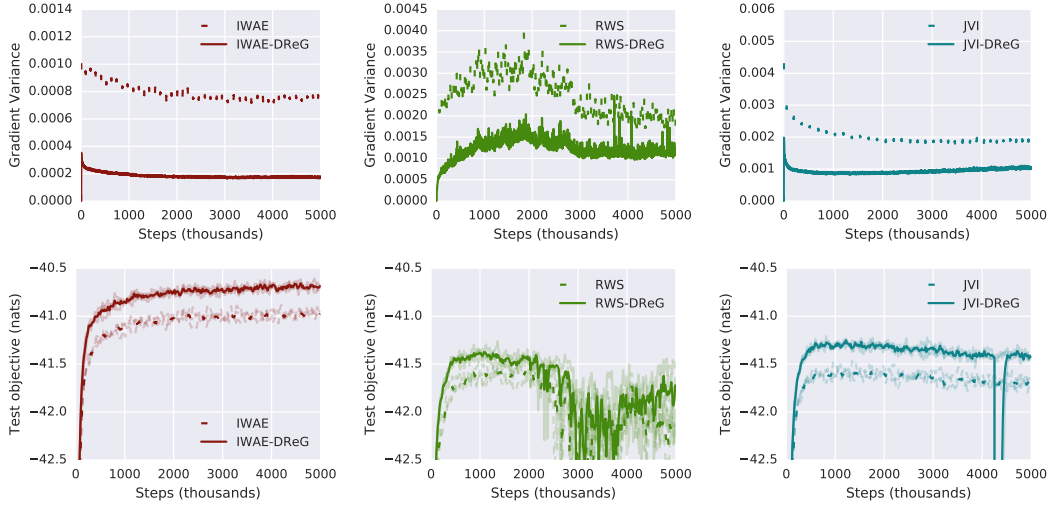 0.0014
0.0012
0.0010
0.0008
0.0006
0.0004
0.0002
0.0000
Gradient Variance
IWAE
IWAE-DReG
0 1000 2000 3000 4000 5000
Steps (thousands)
0.0045
0.0040
0.0035
0.0030
0.0025
0.0020
0.0015
0.0010
0.0005
0.0000
Gradient Variance
RWS
RWS-DReG
0 1000 2000 3000 4000 5000
Steps (thousands)
0.006
0.005
0.004
0.003
0.002
0.001
0.000
Gradient Variance
JVI
JVI-DReG
0 1000 2000 3000 4000 5000
Steps (thousands)
−40.5
−41.0
−41.5
−42.0
−42.5
Test objective (nats)
IWAE
IWAE-DReG
0 1000 2000 3000 4000 5000
Steps (thousands)
−40.5
−41.0
−41.5
−42.0
−42.5
Test objective (nats)
RWS
RWS-DReG
0 1000 2000 3000 4000 5000
Steps (thousands)
−40.5
−41.0
−41.5
−42.0
−42.5
Test objective (nats)
JVI
JVI-DReG
0 1000 2000 3000 4000 5000
Steps (thousands)